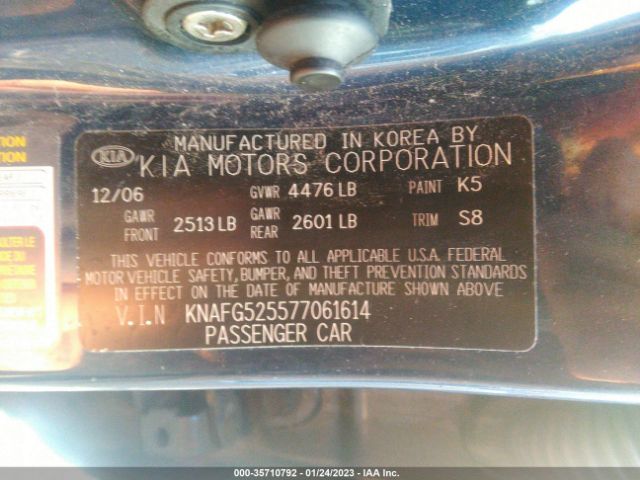 MANUFACTURED IN KOREA BY
KIA KIA MOTORS CORPORATION
12/06 GVWR 4476 LB PAINT K5
GAWR FRONT 2513 LB GAWR REAR 2601 LB TRIM S8
THIS VEHICLE CONFORMS TO ALL APPLICABLE U.S.A. FEDERAL
MOTOR VEHICLE SAFETY, BUMPER, AND THEFT PREVENTION STANDARDS
IN EFFECT ON THE DATE OF MANUFACTURE SHOWN ABOVE
V.I.N KNAFG525577061614
PASSENGER CAR
000-35710792 - 01/24/2023 - IAA Inc.